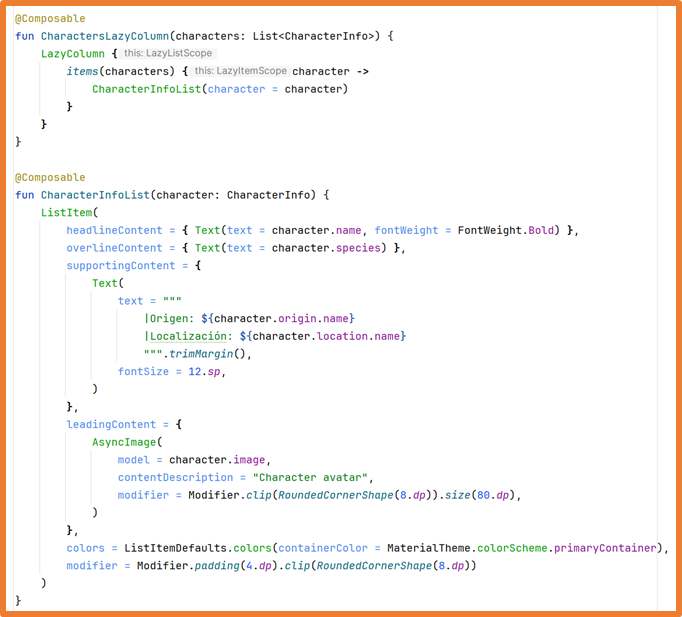 @Composable
fun CharactersLazyColumn(characters: List<CharacterInfo>) {
    LazyColumn { this: LazyListScope
        items(characters) { this: LazyItemScope character ->
            CharacterInfoList(character = character)
        }
    }
}

@Composable
fun CharacterInfoList(character: CharacterInfo) {
    ListItem(
        headlineContent = { Text(text = character.name, fontWeight = FontWeight.Bold) },
        overlineContent = { Text(text = character.species) },
        supportingContent = {
            Text(
                text = """
                    |Origen: ${character.origin.name}
                    |Localización: ${character.location.name}
                    """.trimMargin(),
                fontSize = 12.sp,
            )
        },
        leadingContent = {
            AsyncImage(
                model = character.image,
                contentDescription = "Character avatar",
                modifier = Modifier.clip(RoundedCornerShape(8.dp)).size(80.dp),
            )
        },
        colors = ListItemDefaults.colors(containerColor = MaterialTheme.colorScheme.primaryContainer),
        modifier = Modifier.padding(4.dp).clip(RoundedCornerShape(8.dp))
    )
}